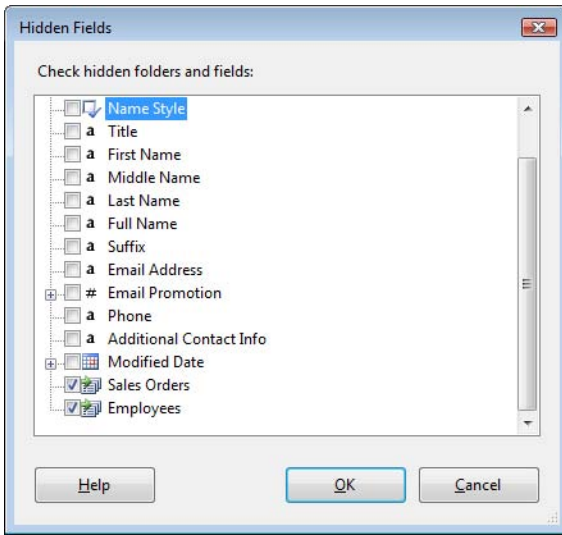 Hidden Fields
Check hidden folders and fields:
Name Style
a Title
a First Name
a Middle Name
a Last Name
a Full Name
a Suffix
a Email Address
# Email Promotion
a Phone
a Additional Contact Info
Modified Date
Sales Orders
Employees
Help OK Cancel